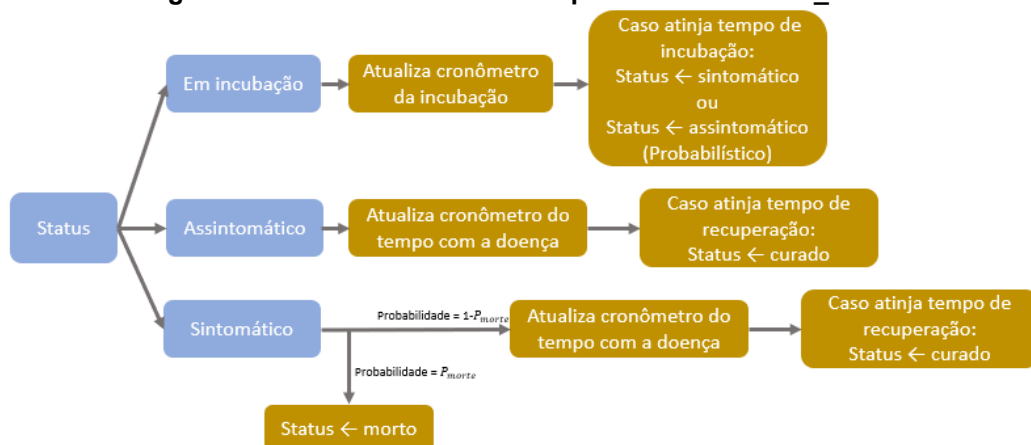 Caso atinja tempo de
incubação:
Status ← sintomático
ou
Status ← assintomático
(Probabilístico)
Em incubação
Atualiza cronômetro
da incubação
Status
Assintomático
Atualiza cronômetro do
tempo com a doença
Caso atinja tempo de
recuperação:
Status ← curado
Sintomático
Probabilidade = 1-P_morte
Atualiza cronômetro do
tempo com a doença
Caso atinja tempo de
recuperação:
Status ← curado
Probabilidade = P_morte
Status ← morto